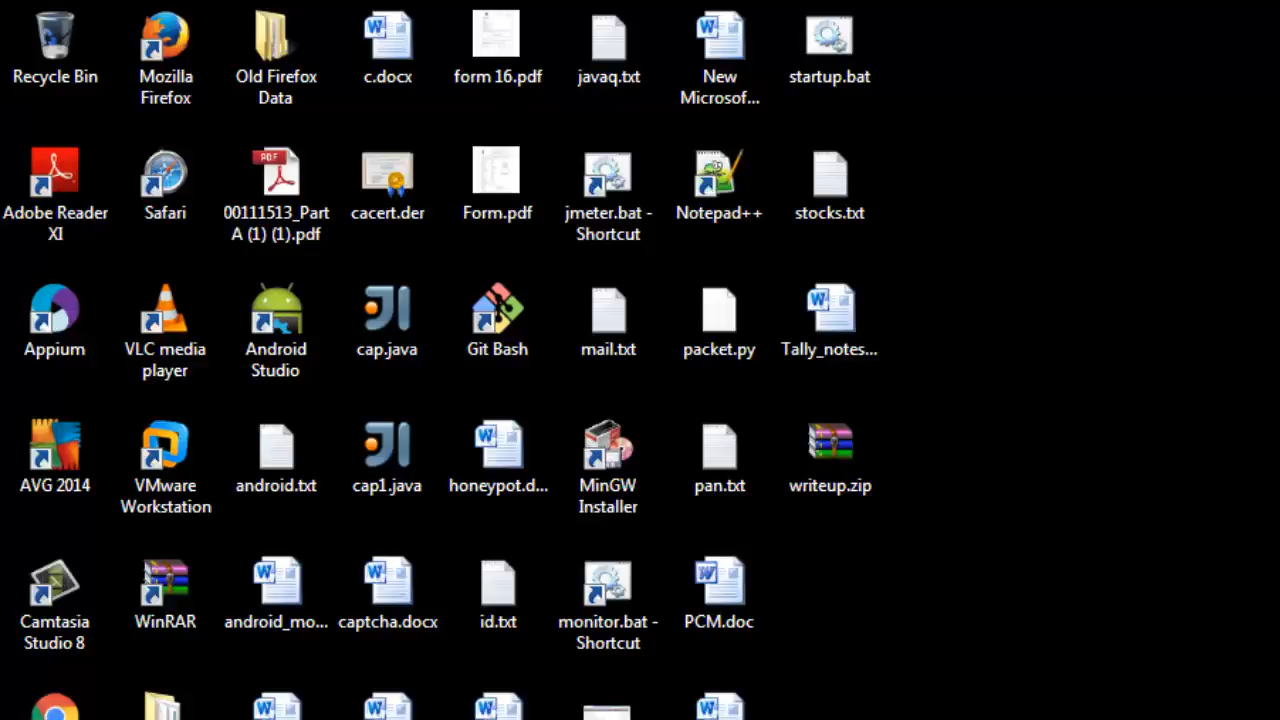 Recycle Bin
Mozilla
Firefox
Old Firefox
Data
c.docx
form 16.pdf
javaq.txt
New
Microsof...
startup.bat
Adobe Reader
XI
Safari
PDF
00111513_Part
A (1) (1).pdf
cacert.der
Form.pdf
jmeter.bat -
Shortcut
Notepad++
stocks.txt
Appium
VLC media
player
Android
Studio
cap.java
Git Bash
mail.txt
packet.py
Tally_notes...
AVG 2014
VMware
Workstation
android.txt
cap1.java
honeypot.d...
MinGW
Installer
pan.txt
writeup.zip
Camtasia
Studio 8
WinRAR
android_mo...
captcha.docx
id.txt
monitor.bat -
Shortcut
PCM.doc